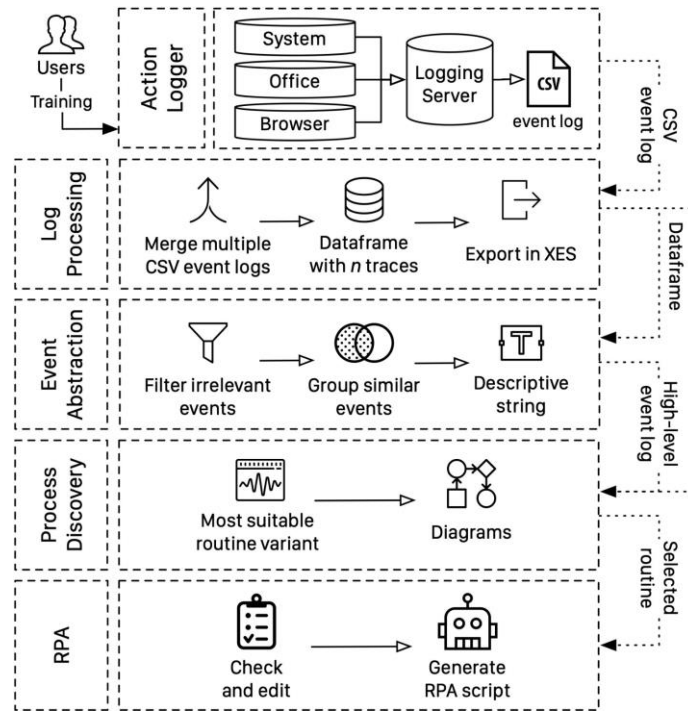 Users
Training
Action
Logger
System
Office
Browser
Logging
Server
CSV
event log
CSV
event log
Log
Processing
Merge multiple
CSV event logs
Dataframe
with n traces
Export in XES
Dataframe
Event
Abstraction
Filter irrelevant
events
Group similar
events
T
Descriptive
string
High-level
event log
Process
Discovery
Most suitable
routine variant
Diagrams
Selected
routine
RPA
Check
and edit
Generate
RPA script